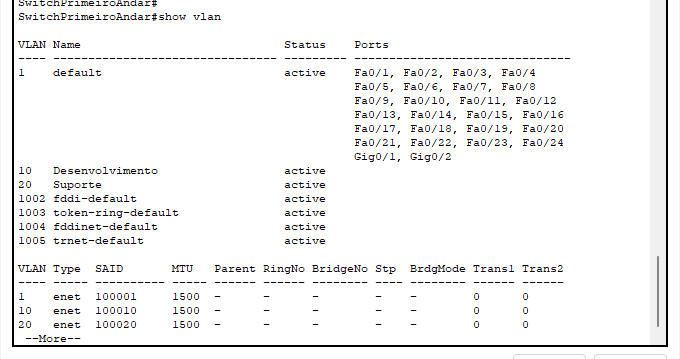 SwitchPrimeiroAndar#
SwitchPrimeiroAndar#show vlan
VLAN Name Status Ports
---- -------------------------------- --------- -------------------------------
1 default active Fa0/1, Fa0/2, Fa0/3, Fa0/4
Fa0/5, Fa0/6, Fa0/7, Fa0/8
Fa0/9, Fa0/10, Fa0/11, Fa0/12
Fa0/13, Fa0/14, Fa0/15, Fa0/16
Fa0/17, Fa0/18, Fa0/19, Fa0/20
Fa0/21, Fa0/22, Fa0/23, Fa0/24
Gig0/1, Gig0/2
10 Desenvolvimento active
20 Suporte active
1002 fddi-default active
1003 token-ring-default active
1004 fddinet-default active
1005 trnet-default active
VLAN Type SAID MTU Parent RingNo BridgeNo Stp BrdgMode Trans1 Trans2
---- ----- ---------- ----- ------ ------ -------- ---- -------- ------ ------
1 enet 100001 1500 - - - - - 0 0
10 enet 100010 1500 - - - - - 0 0
20 enet 100020 1500 - - - - - 0 0
--More--